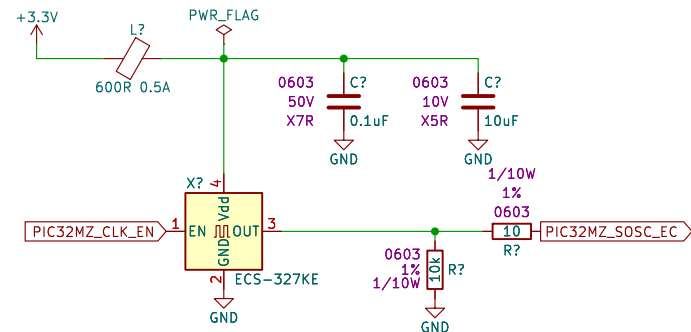 +3.3V
PWR_FLAG
L?
600R 0.5A
0603
50V
X7R
C?
0.1uF
GND
0603
10V
X5R
C?
10uF
GND
X?
4
Vdd
PIC32MZ_CLK_EN
1
EN
OUT
3
GND
2
ECS-327KE
GND
1/10W
1%
0603
10
R?
PIC32MZ_SOSC_EC
0603
1%
1/10W
10k
R?
GND